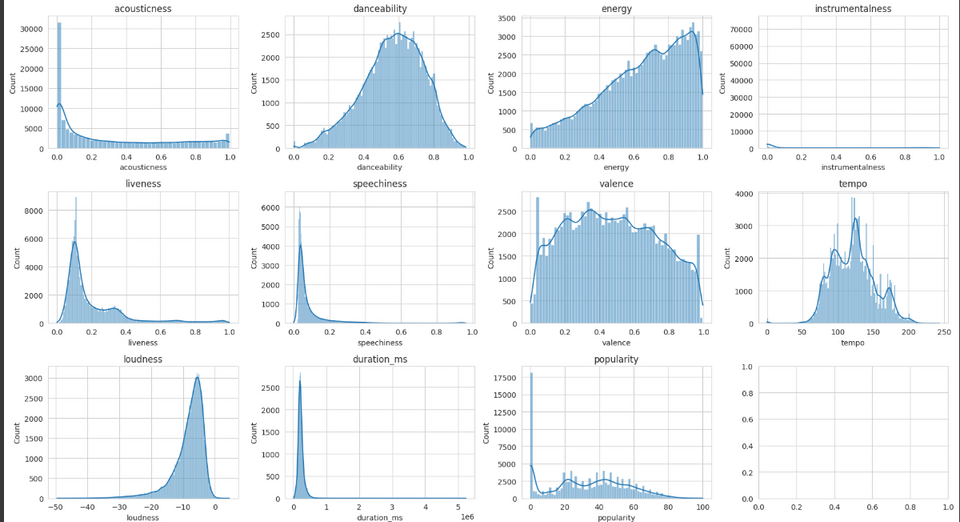 acousticness
danceability
energy
instrumentalness
30000
25000
20000
15000
10000
5000
0
Count
0.0 0.2 0.4 0.6 0.8 1.0
acousticness
2500
2000
1500
1000
500
0
Count
0.0 0.2 0.4 0.6 0.8 1.0
danceability
3500
3000
2500
2000
1500
1000
500
0
Count
0.0 0.2 0.4 0.6 0.8 1.0
energy
70000
60000
50000
40000
30000
20000
10000
0
Count
0.0 0.2 0.4 0.6 0.8 1.0
instrumentalness
liveness
speechiness
valence
tempo
8000
6000
4000
2000
0
Count
0.0 0.2 0.4 0.6 0.8 1.0
liveness
6000
5000
4000
3000
2000
1000
0
Count
0.0 0.2 0.4 0.6 0.8 1.0
speechiness
2500
2000
1500
1000
500
0
Count
0.0 0.2 0.4 0.6 0.8 1.0
valence
4000
3000
2000
1000
0
Count
0 50 100 150 200 250
tempo
loudness
duration_ms
popularity
3000
2500
2000
1500
1000
500
0
Count
−50 −40 −30 −20 −10 0
loudness
2500
2000
1500
1000
500
0
Count
0 1 2 3 4 5
1e6
duration_ms
17500
15000
12500
10000
7500
5000
2500
0
Count
0 20 40 60 80 100
popularity
1.0
0.8
0.6
0.4
0.2
0.0
0.0 0.2 0.4 0.6 0.8 1.0